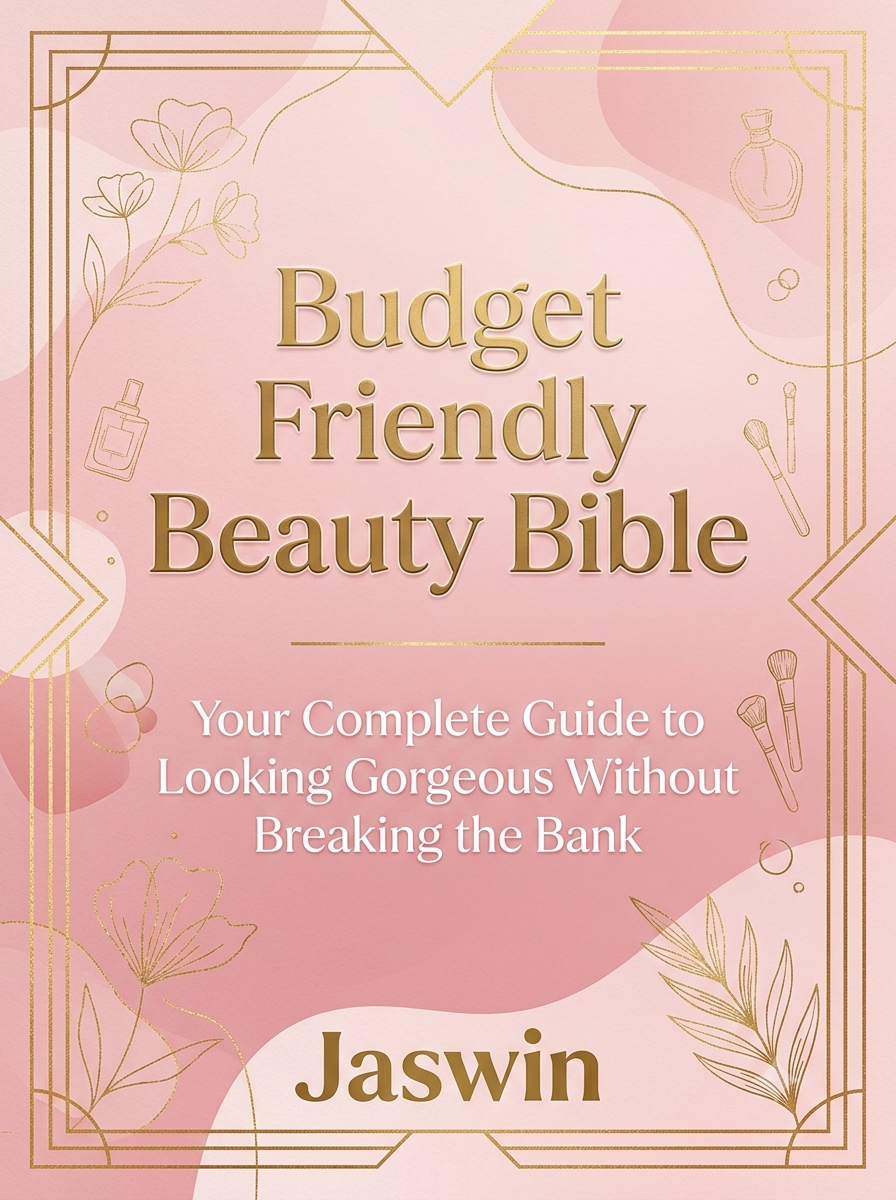 Budget
Friendly
Beauty Bible
Your Complete Guide to
Looking Gorgeous Without
Breaking the Bank
Jaswin